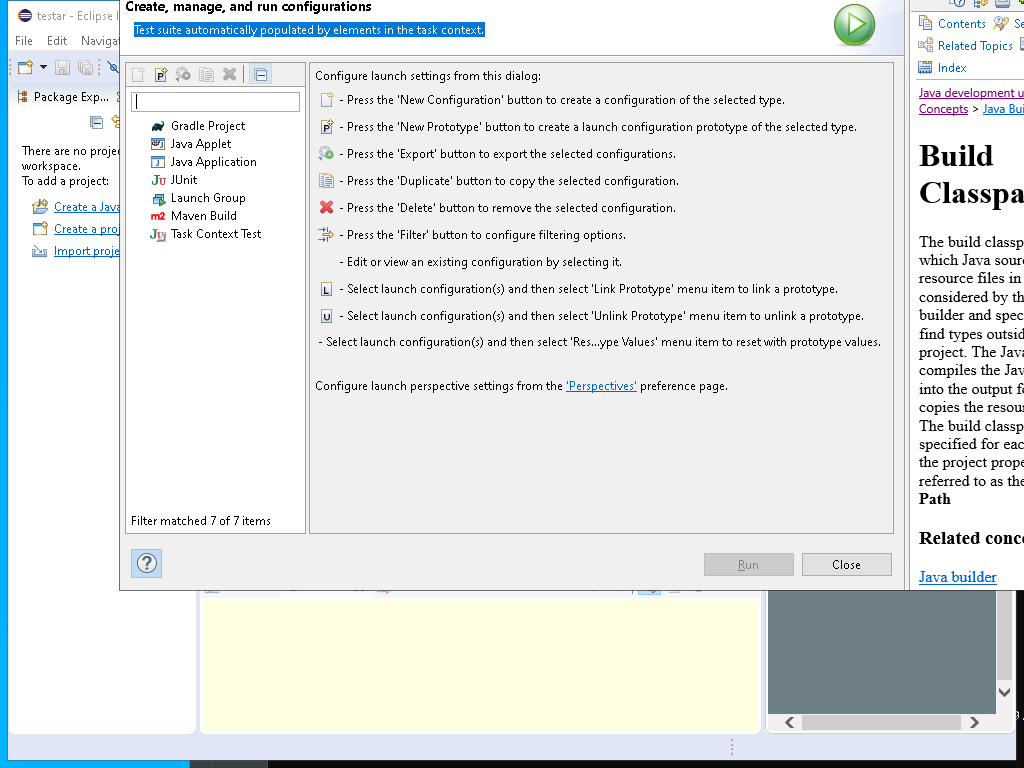 testar - Eclipse I
File Edit Navigat
Package Exp...
There are no projec
workspace.
To add a project:
Create a Java
Create a proj
Import proje
Create, manage, and run configurations
Test suite automatically populated by elements in the task context.
Gradle Project
Java Applet
Java Application
JUnit
Launch Group
Maven Build
Task Context Test
Filter matched 7 of 7 items
Configure launch settings from this dialog:
- Press the 'New Configuration' button to create a configuration of the selected type.
- Press the 'New Prototype' button to create a launch configuration prototype of the selected type.
- Press the 'Export' button to export the selected configurations.
- Press the 'Duplicate' button to copy the selected configuration.
- Press the 'Delete' button to remove the selected configuration.
- Press the 'Filter' button to configure filtering options.
- Edit or view an existing configuration by selecting it.
- Select launch configuration(s) and then select 'Link Prototype' menu item to link a prototype.
- Select launch configuration(s) and then select 'Unlink Prototype' menu item to unlink a prototype.
- Select launch configuration(s) and then select 'Res...ype Values' menu item to reset with prototype values.
Configure launch perspective settings from the 'Perspectives' preference page.
Run Close
Contents Se
Related Topics
Index
Java development u
Concepts > Java Bui
Build
Classpa
The build classp
which Java sour
resource files in
considered by th
builder and spec
find types outsid
project. The Java
compiles the Jav
into the output fo
copies the resour
The build classp
specified for eac
the project prope
referred to as the
Path
Related conce
Java builder